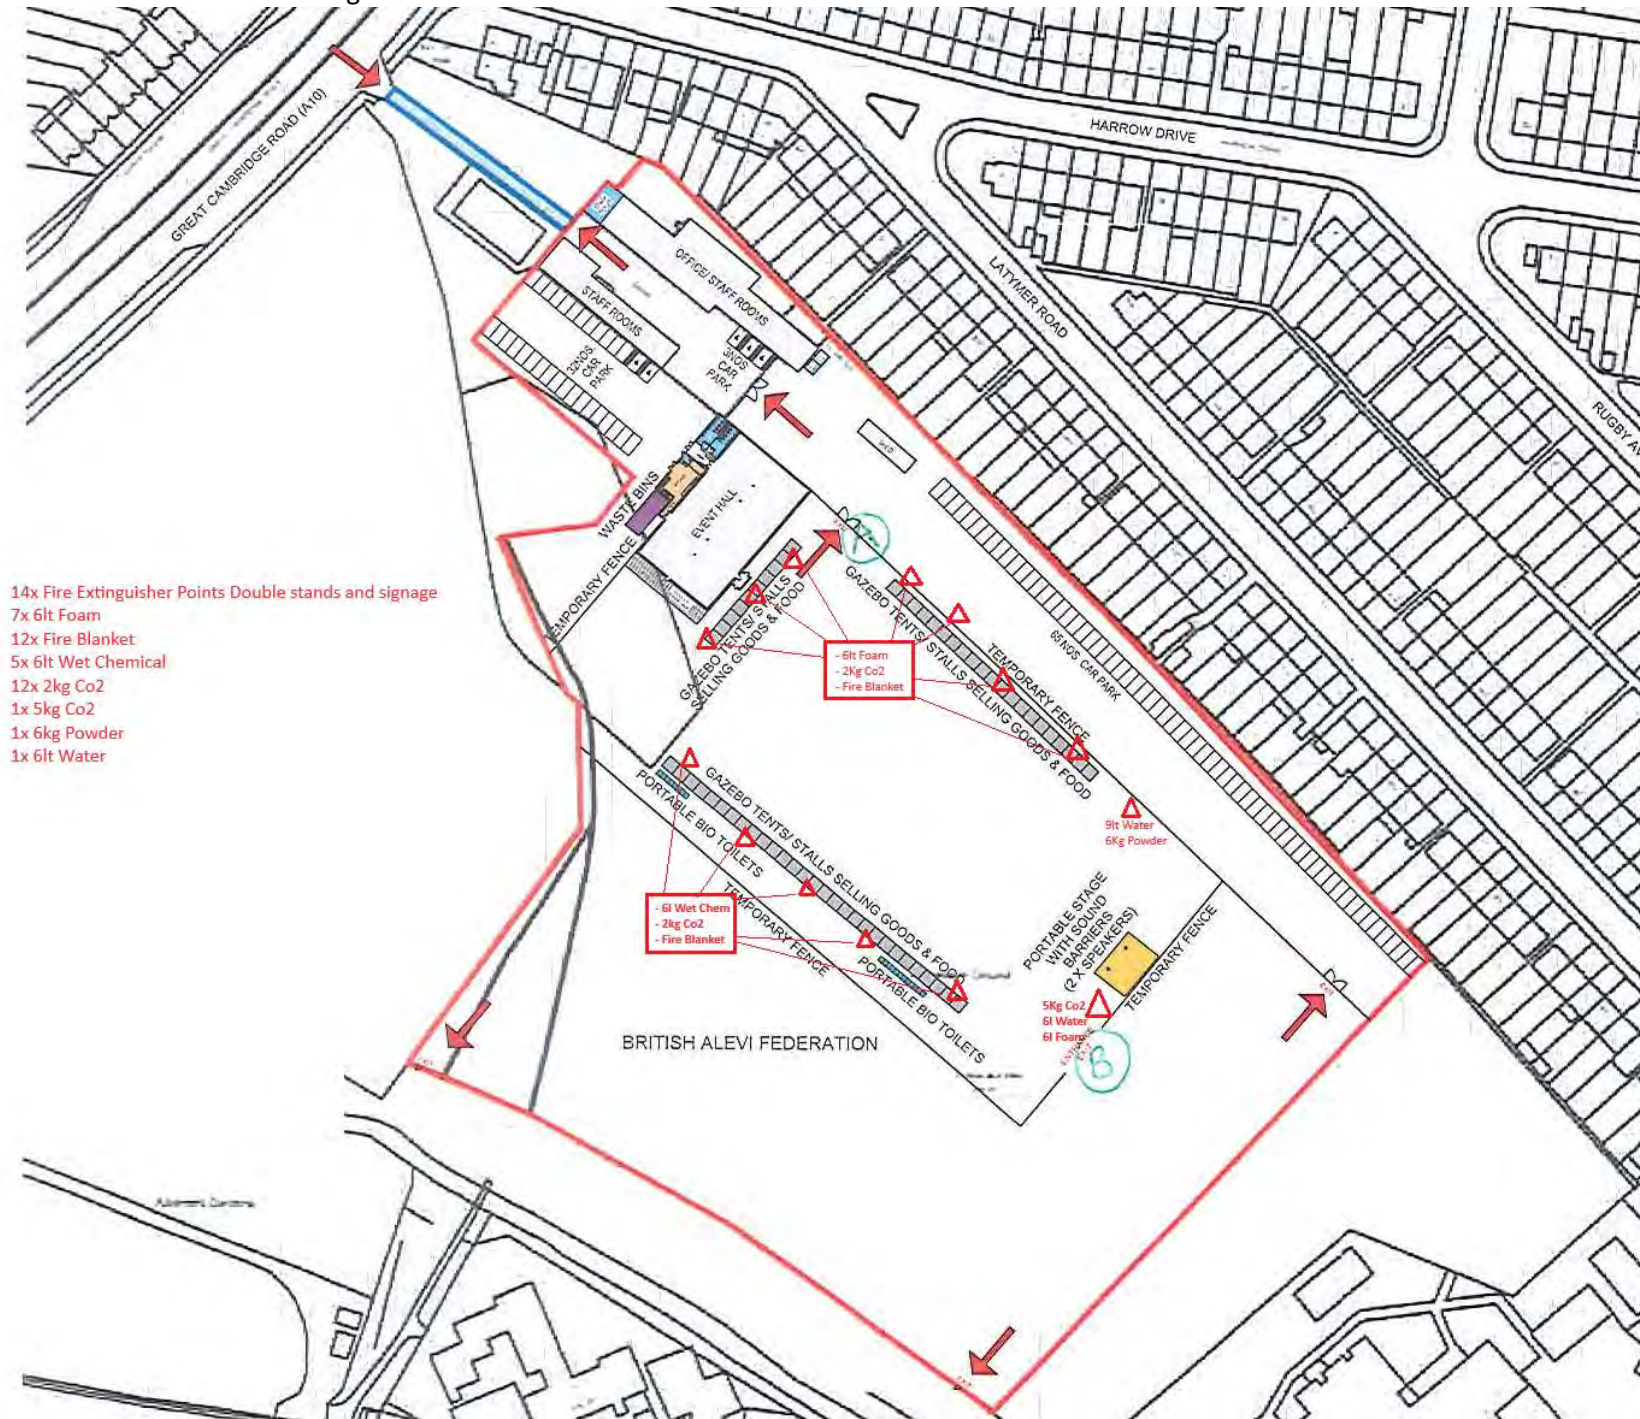 GREAT CAMBRIDGE ROAD (A10)
HARROW DRIVE
LATYMER ROAD
OFFICE/ STAFF ROOMS
STAFF ROOMS
32NOS.
CAR
PARK
3NOS
CAR
PARK
WASTE BINS
EVENT HALL
TEMPORARY FENCE
GAZEBO TENTS/ STALLS
SELLING GOODS & FOOD
GAZEBO TENTS/ STALLS SELLING GOODS & FOOD
TEMPORARY FENCE
65NOS. CAR PARK
14x Fire Extinguisher Points Double stands and signage
7x 6lt Foam
12x Fire Blanket
5x 6lt Wet Chemical
12x 2kg Co2
1x 5kg Co2
1x 6kg Powder
1x 6lt Water
- 6lt Foam
- 2Kg Co2
- Fire Blanket
9lt Water
6Kg Powder
GAZEBO TENTS/ STALLS SELLING GOODS & FOOD
PORTABLE BIO TOILETS
TEMPORARY FENCE
PORTABLE BIO TOILETS
- 6l Wet Chem
- 2kg Co2
- Fire Blanket
PORTABLE STAGE
WITH SOUND
BARRIERS
(2 X SPEAKERS)
TEMPORARY FENCE
5Kg Co2
6l Water
6l Foam
ENTRANCE
EXIT
B
BRITISH ALEVI FEDERATION
EXIT